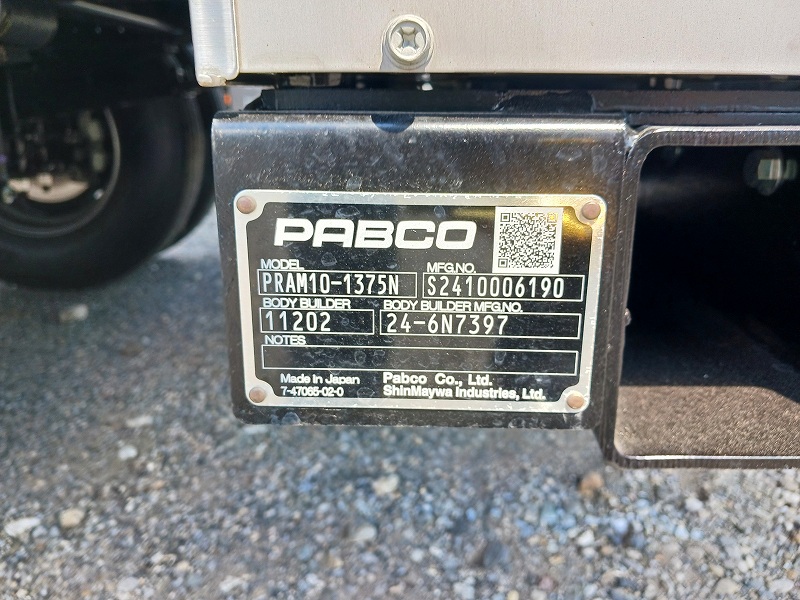 PABCO
MODEL MFG.NO.
PRAM10-1375N S2410006190
BODY BUILDER BODY BUILDER MFG.NO.
11202 24-6N7397
NOTES
Made in Japan Pabco Co., Ltd.
7-47065-02-0 ShinMaywa Industries, Ltd.